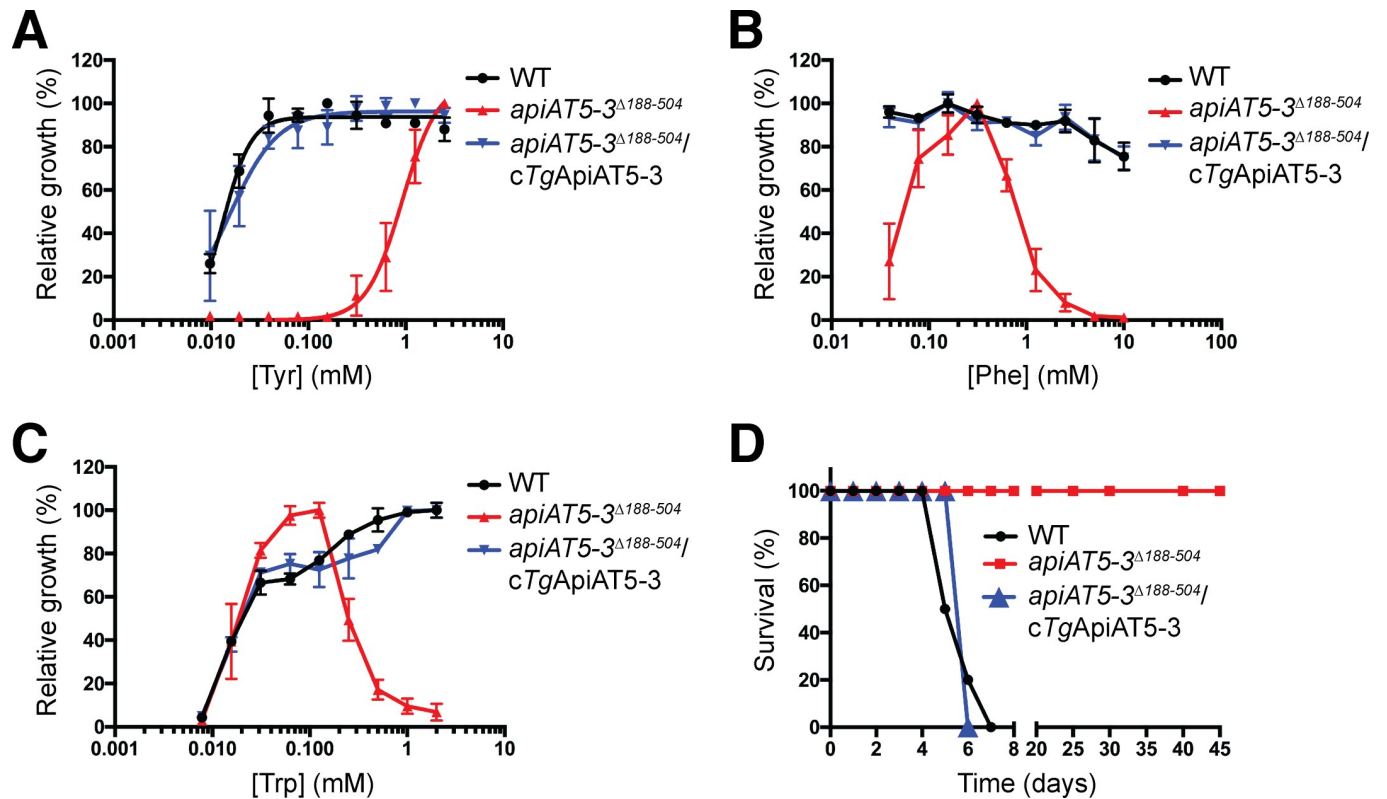 A
120
100
80
60
40
20
0
Relative growth (%)
0.001 0.010 0.100 1 10
[Tyr] (mM)
WT
apiAT5-3Δ188-504
apiAT5-3Δ188-504/
cTgApiAT5-3
B
120
100
80
60
40
20
0
Relative growth (%)
0.01 0.10 1 10 100
[Phe] (mM)
WT
apiAT5-3Δ188-504
apiAT5-3Δ188-504/
cTgApiAT5-3
C
120
100
80
60
40
20
0
Relative growth (%)
0.001 0.010 0.100 1 10
[Trp] (mM)
WT
apiAT5-3Δ188-504
apiAT5-3Δ188-504/
cTgApiAT5-3
D
100
80
60
40
20
0
Survival (%)
0 2 4 6 8 20 25 30 35 40 45
Time (days)
WT
apiAT5-3Δ188-504
apiAT5-3Δ188-504/
cTgApiAT5-3